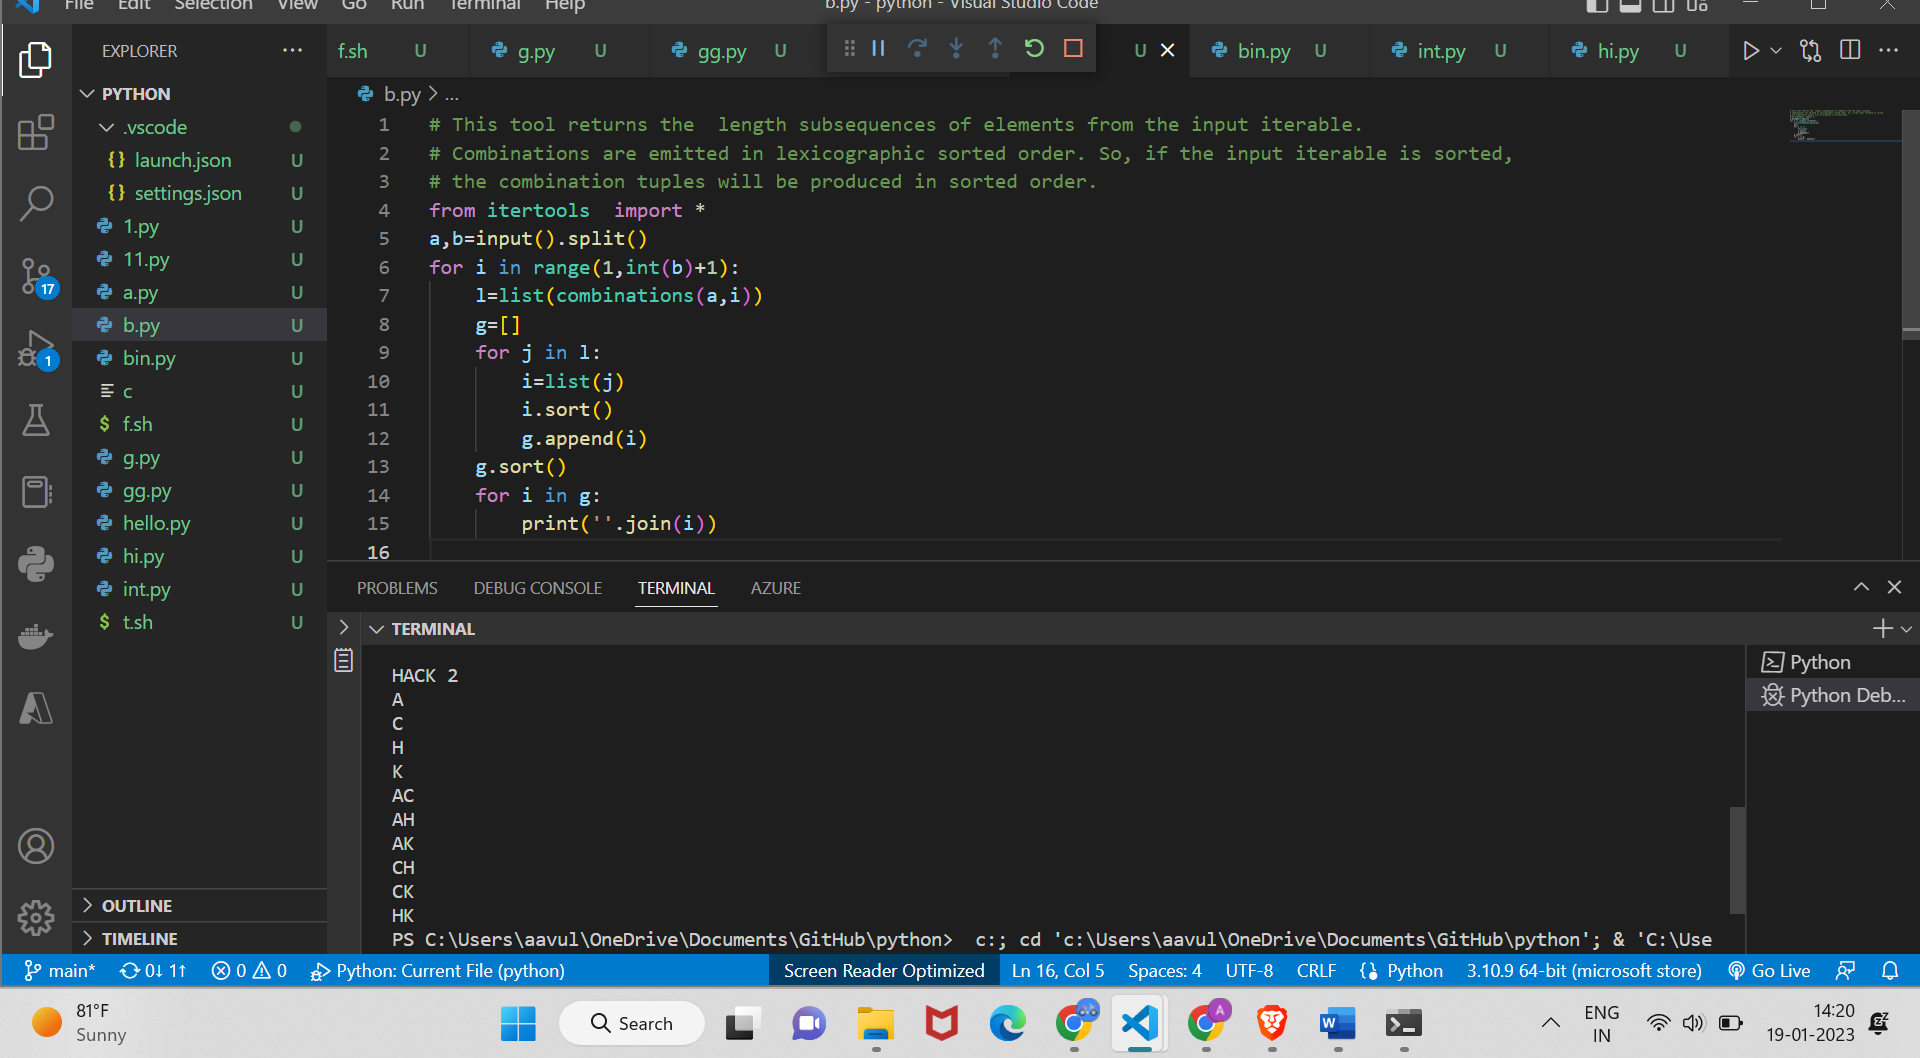 File Edit Selection View Go Run Terminal Help
b.py - python - Visual Studio Code
EXPLORER
f.sh U
g.py U
gg.py U
U
bin.py U
int.py U
hi.py U
PYTHON
.vscode
launch.json U
settings.json U
1.py U
11.py U
a.py U
b.py U
bin.py U
c U
f.sh U
g.py U
gg.py U
hello.py U
hi.py U
int.py U
t.sh U
OUTLINE
TIMELINE
17
1
b.py > ...
1 # This tool returns the  length subsequences of elements from the input iterable.
2 # Combinations are emitted in lexicographic sorted order. So, if the input iterable is sorted,
3 # the combination tuples will be produced in sorted order.
4 from itertools  import *
5 a,b=input().split()
6 for i in range(1,int(b)+1):
7     l=list(combinations(a,i))
8     g=[]
9     for j in l:
10         i=list(j)
11         i.sort()
12         g.append(i)
13     g.sort()
14     for i in g:
15         print(''.join(i))
16
PROBLEMS DEBUG CONSOLE TERMINAL AZURE
TERMINAL
HACK 2
A
C
H
K
AC
AH
AK
CH
CK
HK
PS C:\Users\aavul\OneDrive\Documents\GitHub\python>  c:; cd 'c:\Users\aavul\OneDrive\Documents\GitHub\python'; & 'C:\Use
Python
Python Deb...
main* 0↓ 1↑ 0 0 Python: Current File (python) Screen Reader Optimized Ln 16, Col 5 Spaces: 4 UTF-8 CRLF Python 3.10.9 64-bit (microsoft store) Go Live
81°F
Sunny
Search
A
W
ENG
IN
14:20
19-01-2023